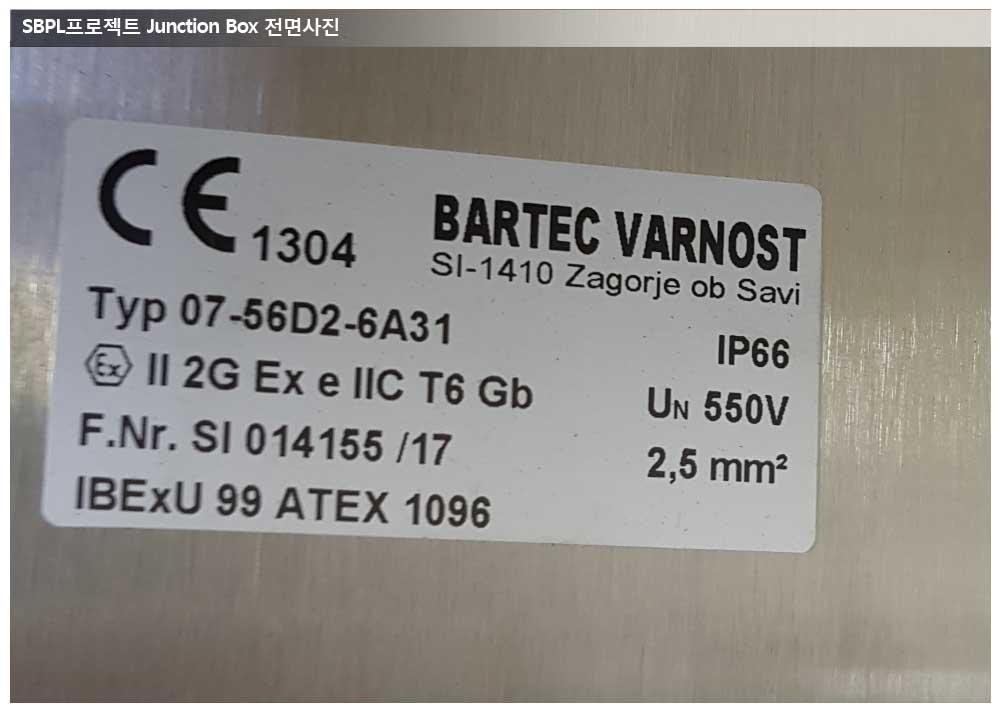 SBPL프로젝트 Junction Box 전면사진
CE 1304
BARTEC VARNOST
SI-1410 Zagorje ob Savi
Typ 07-56D2-6A31
IP66
Ex II 2G Ex e IIC T6 Gb
UN 550V
F.Nr. SI 014155 /17
2,5 mm²
IBExU 99 ATEX 1096